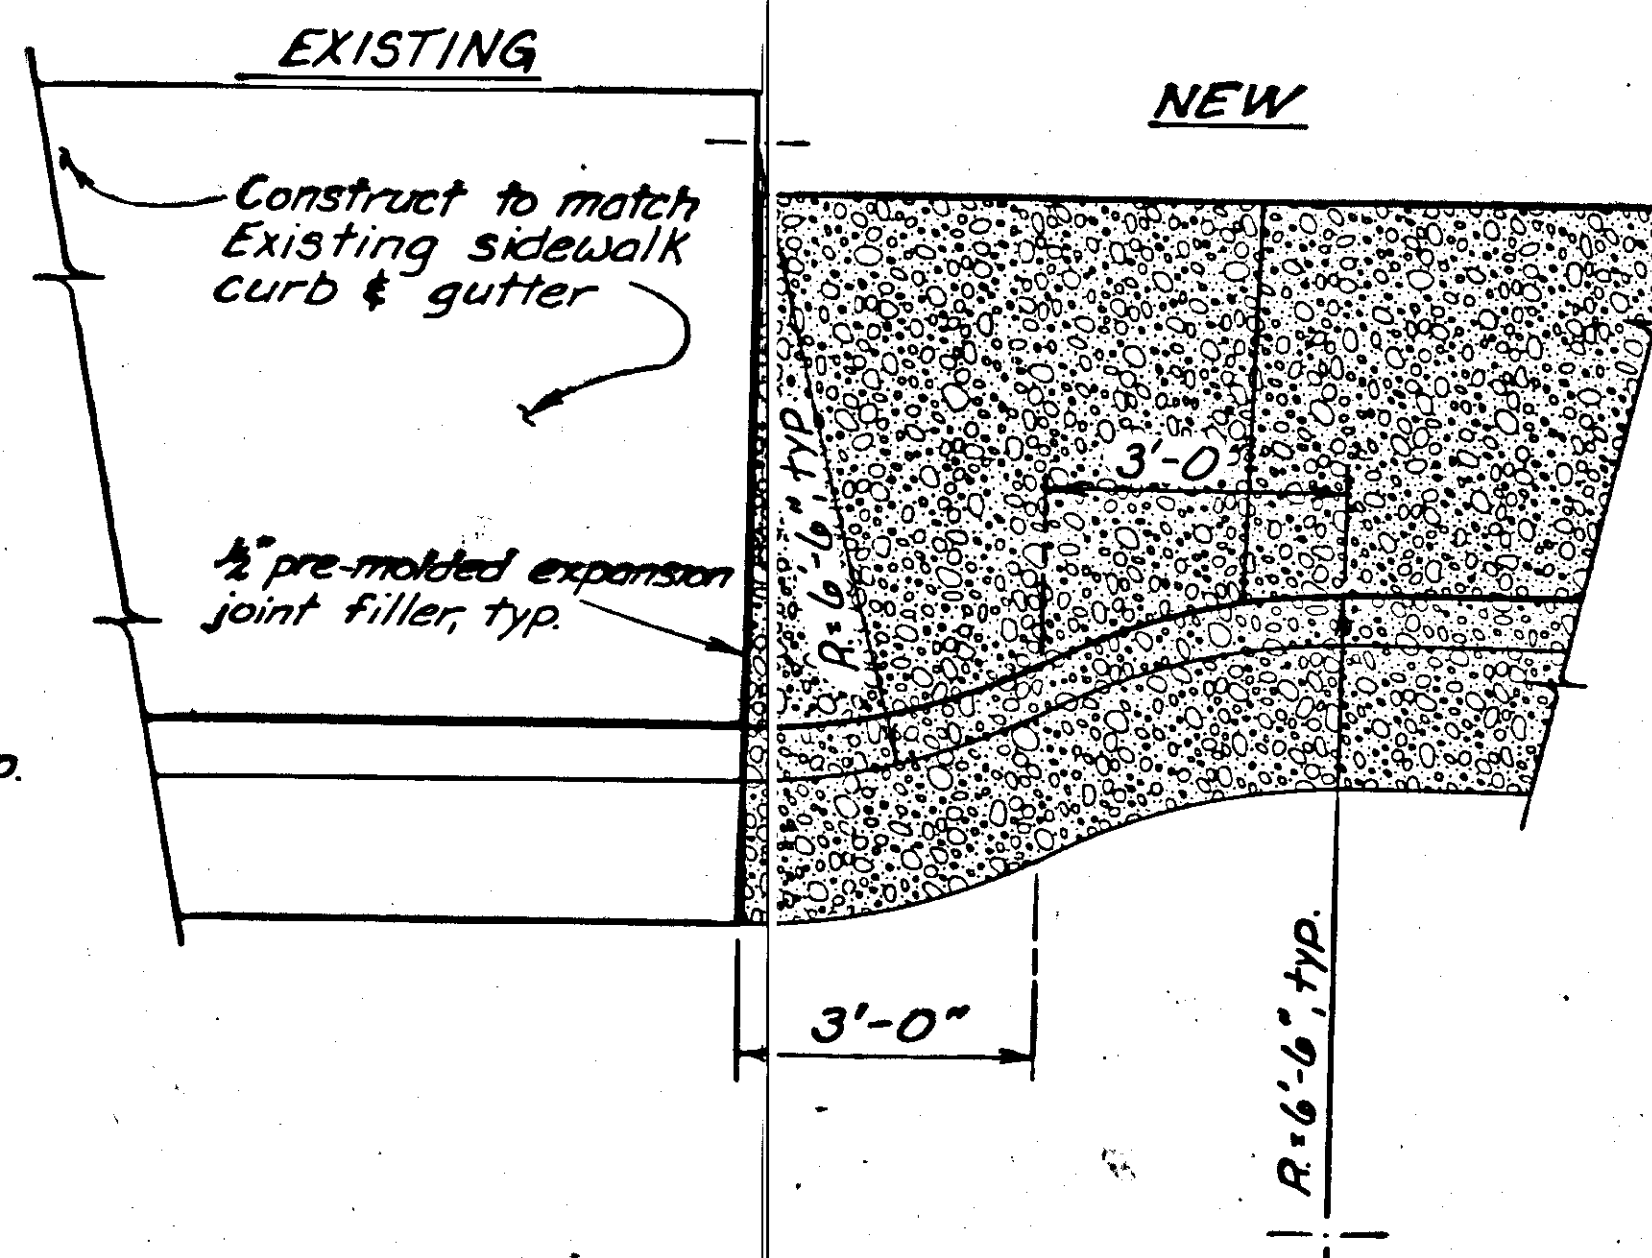 EXISTING
NEW
Construct to match
Existing sidewalk
curb & gutter
3'-0
R.=6'-6", typ.
½" pre-molded expansion
joint filler, typ.
3'-0"
R.=6'-6", typ.